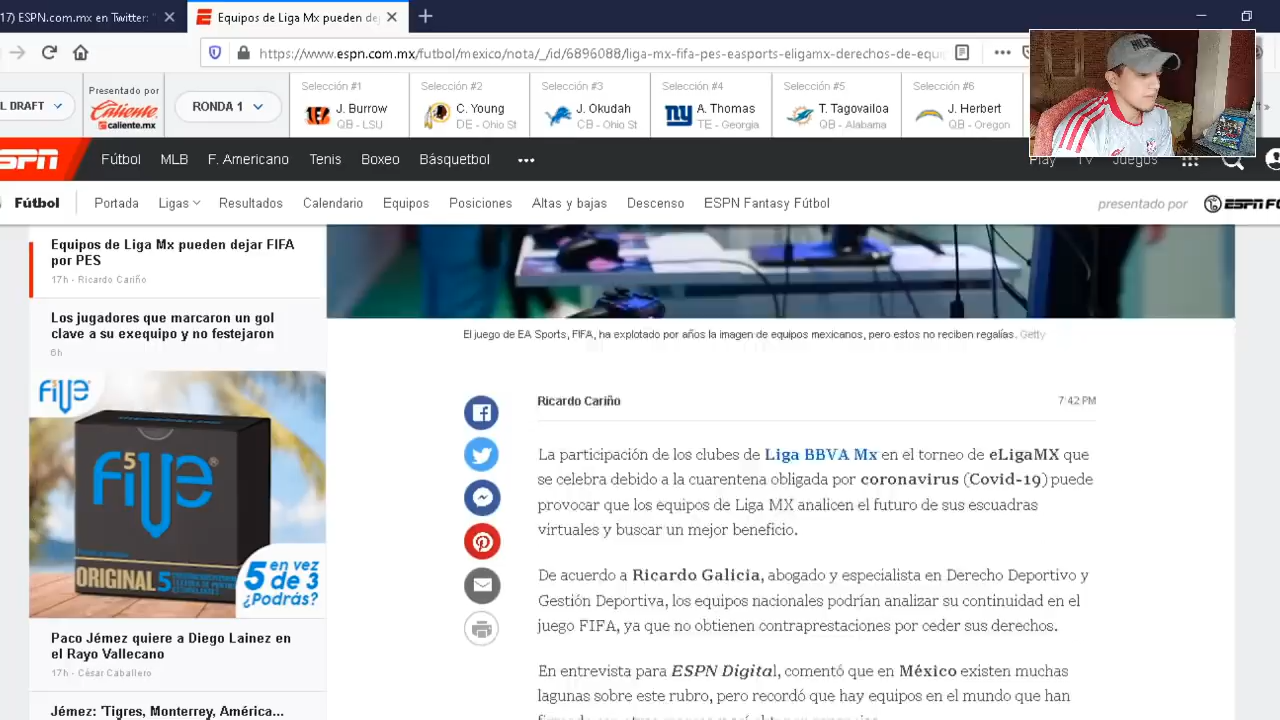 17) ESPN.com.mx en Twitter: "
Equipos de Liga Mx pueden de
https://www.espn.com.mx/futbol/mexico/nota/_/id/6896088/liga-mx-fifa-pes-easports-eligamx-derechos-de-equi
L DRAFT
Presentado por
Caliente
caliente.mx
RONDA 1
Selección #1
J. Burrow
QB - LSU
Selección #2
C. Young
DE - Ohio St
Selección #3
J. Okudah
CB - Ohio St
Selección #4
A. Thomas
TE - Georgia
Selección #5
T. Tagovailoa
QB - Alabama
Selección #6
J. Herbert
QB - Oregon
ESPN
Fútbol
MLB
F. Americano
Tenis
Boxeo
Básquetbol
Play
TV
Juegos
Fútbol
Portada
Ligas
Resultados
Calendario
Equipos
Posiciones
Altas y bajas
Descenso
ESPN Fantasy Fútbol
presentado por
ESPN FC
Equipos de Liga Mx pueden dejar FIFA
por PES
17h - Ricardo Cariño
Los jugadores que marcaron un gol
clave a su exequipo y no festejaron
6h
FIVE
FIVE 5
ORIGINAL 5
5 en vez
5 de 3
¿Podrás?
Paco Jémez quiere a Diego Lainez en
el Rayo Vallecano
17h - César Caballero
Jémez: 'Tigres, Monterrey, América...
El juego de EA Sports, FIFA, ha explotado por años la imagen de equipos mexicanos, pero estos no reciben regalías. Getty
Ricardo Cariño
7:42 PM
La participación de los clubes de Liga BBVA Mx en el torneo de eLigaMX que
se celebra debido a la cuarentena obligada por coronavirus (Covid-19) puede
provocar que los equipos de Liga MX analicen el futuro de sus escuadras
virtuales y buscar un mejor beneficio.
De acuerdo a Ricardo Galicia, abogado y especialista en Derecho Deportivo y
Gestión Deportiva, los equipos nacionales podrían analizar su continuidad en el
juego FIFA, ya que no obtienen contraprestaciones por ceder sus derechos.
En entrevista para ESPN Digital, comentó que en México existen muchas
lagunas sobre este rubro, pero recordó que hay equipos en el mundo que han